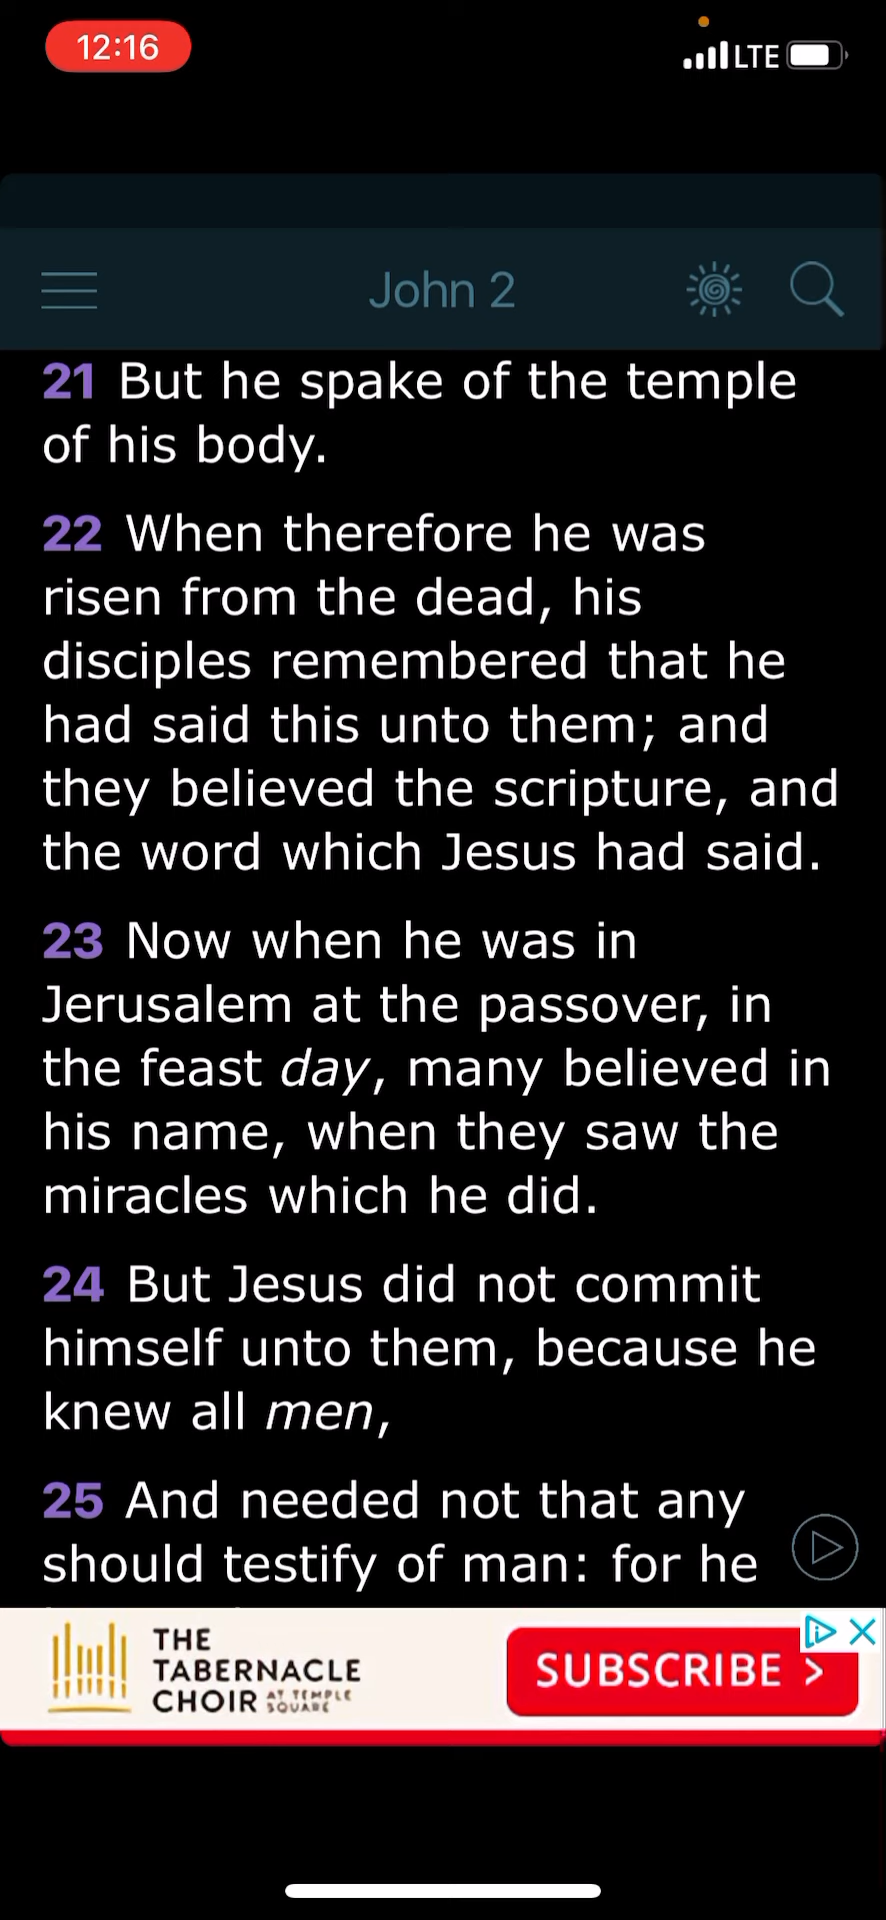 12:16
LTE
John 2
21 But he spake of the temple
of his body.
22 When therefore he was
risen from the dead, his
disciples remembered that he
had said this unto them; and
they believed the scripture, and
the word which Jesus had said.
23 Now when he was in
Jerusalem at the passover, in
the feast day, many believed in
his name, when they saw the
miracles which he did.
24 But Jesus did not commit
himself unto them, because he
knew all men,
25 And needed not that any
should testify of man: for he
THE
TABERNACLE
CHOIR AT TEMPLE
SQUARE
SUBSCRIBE >